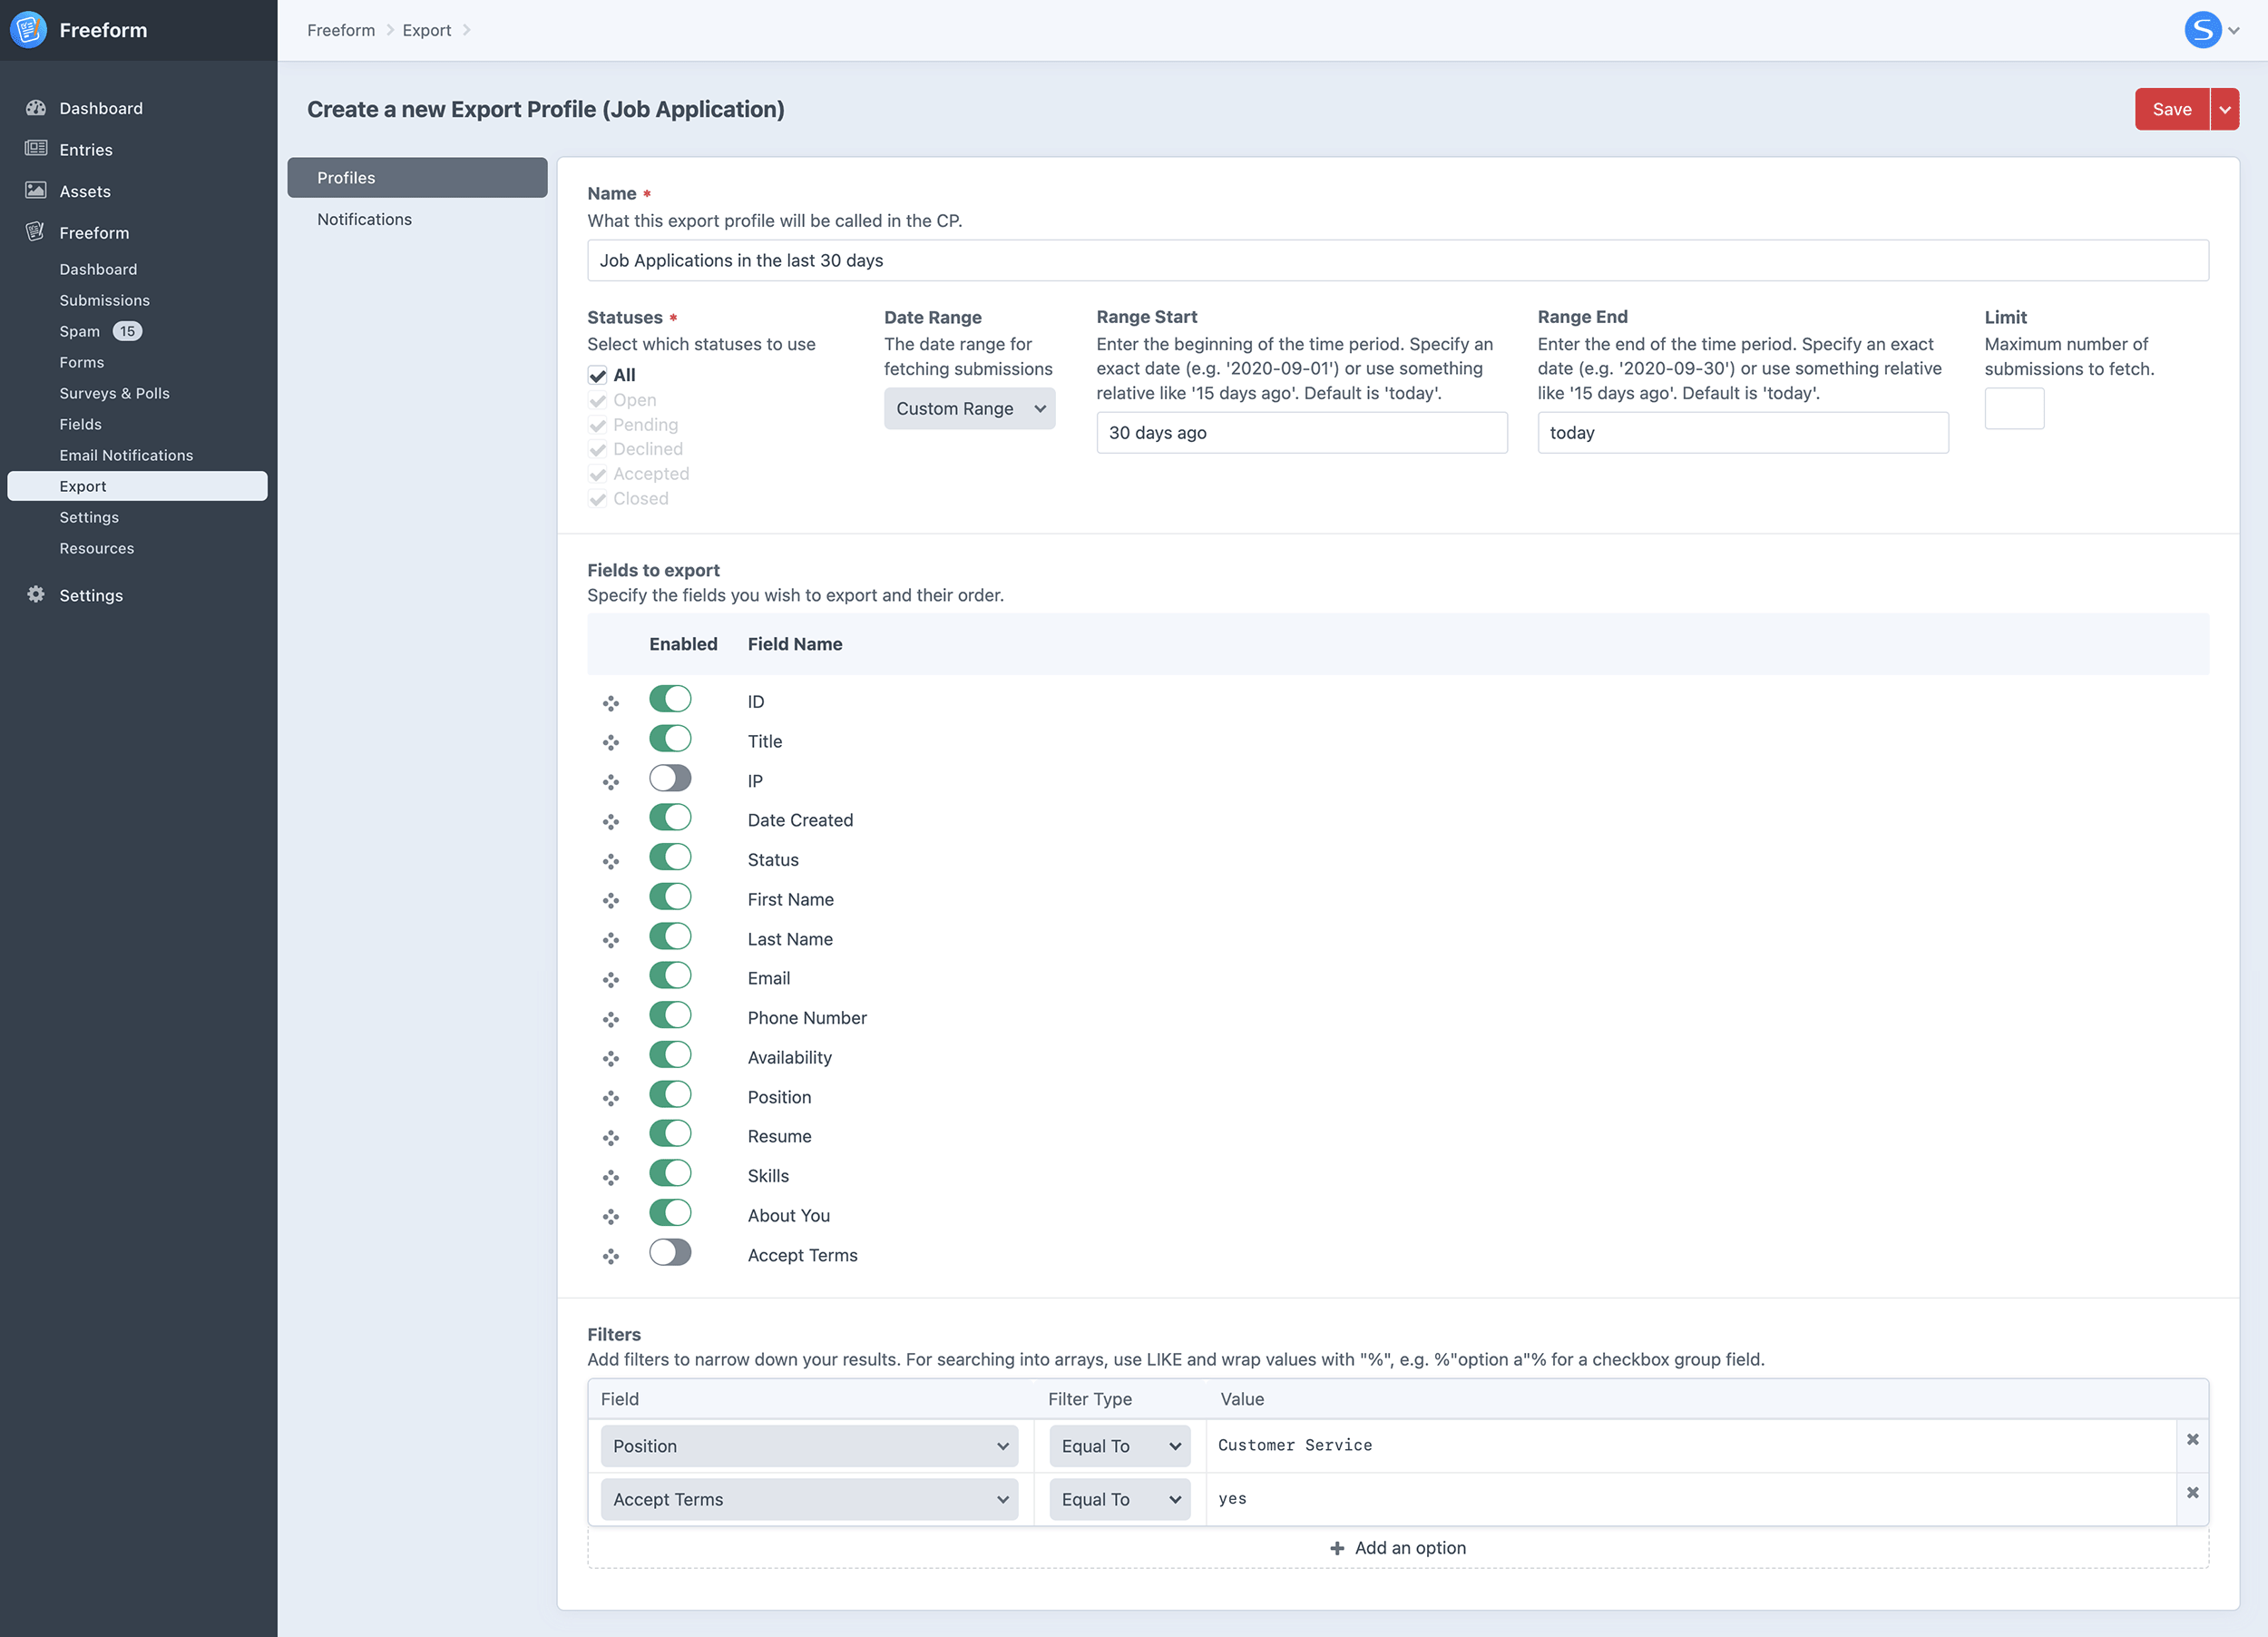 Freeform
Freeform
Export
S
Dashboard
Entries
Assets
Freeform
Dashboard
Submissions
Spam 15
Forms
Surveys & Polls
Fields
Email Notifications
Export
Settings
Resources
Settings
Create a new Export Profile (Job Application)
Save
Profiles
Notifications
Name *
What this export profile will be called in the CP.
Job Applications in the last 30 days
Statuses *
Select which statuses to use
All
Open
Pending
Declined
Accepted
Closed
Date Range
The date range for
fetching submissions
Custom Range
Range Start
Enter the beginning of the time period. Specify an
exact date (e.g. '2020-09-01') or use something
relative like '15 days ago'. Default is 'today'.
30 days ago
Range End
Enter the end of the time period. Specify an exact
date (e.g. '2020-09-30') or use something relative
like '15 days ago'. Default is 'today'.
today
Limit
Maximum number of
submissions to fetch.
Fields to export
Specify the fields you wish to export and their order.
Enabled Field Name
ID
Title
IP
Date Created
Status
First Name
Last Name
Email
Phone Number
Availability
Position
Resume
Skills
About You
Accept Terms
Filters
Add filters to narrow down your results. For searching into arrays, use LIKE and wrap values with "%", e.g. %"option a"% for a checkbox group field.
Field Filter Type Value
Position Equal To Customer Service
Accept Terms Equal To yes
Add an option